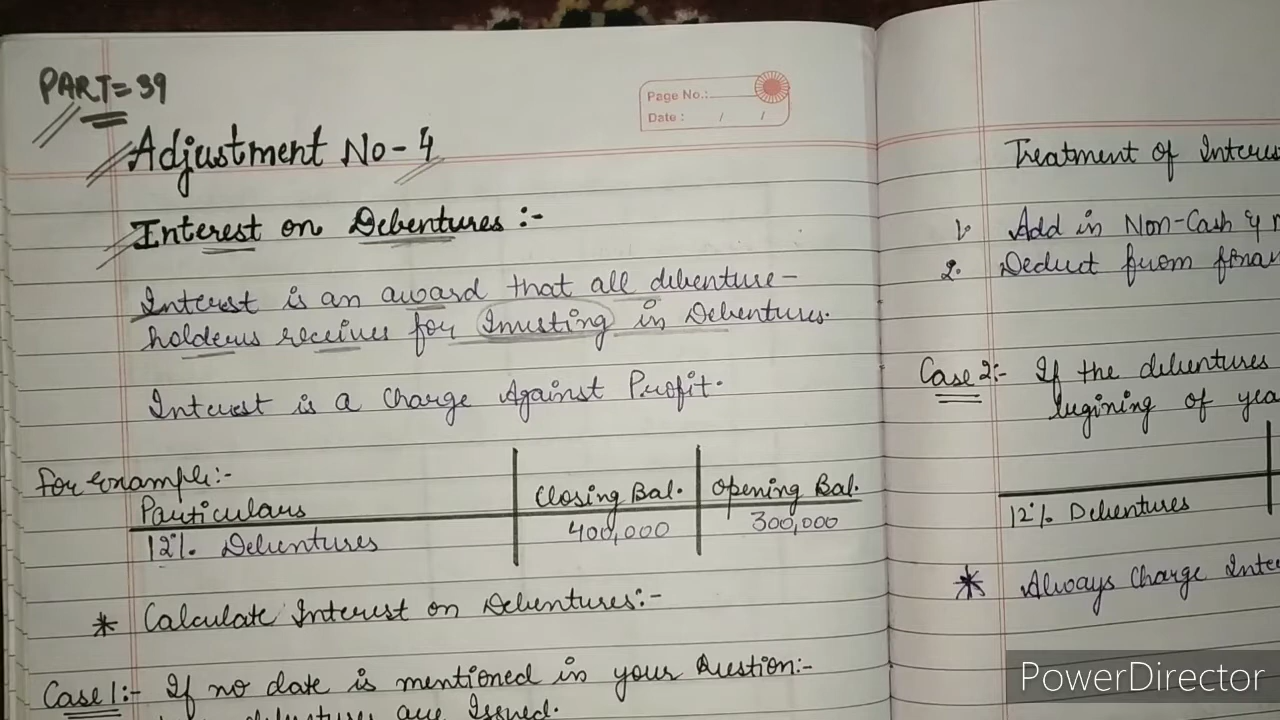 PART=39
Page No.:
Date : / /
Adjustment No-4
Interest on Debentures :-
Interest is an award that all debenture-
holders receives for Investing in Debentures.
Interest is a charge Against Profit.
For example:-
Particulars Closing Bal. Opening Bal.
12% Debentures 400,000 300,000
* Calculate Interest on Debentures:-
Case 1:- If no date is mentioned in your Question:-
debentures are Issued.
Treatment of
1. Add in Non-Cash &
2. Deduct from
Case 2:- If the debentures
begining of
12% Debentures
* Always charge
PowerDirector